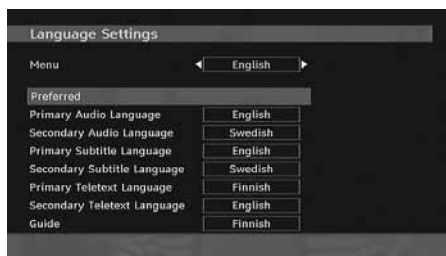 Language Settings
Menu English
Preferred
Primary Audio Language English
Secondary Audio Language Swedish
Primary Subtitle Language English
Secondary Subtitle Language Swedish
Primary Teletext Language Finnish
Secondary Teletext Language English
Guide Finnish